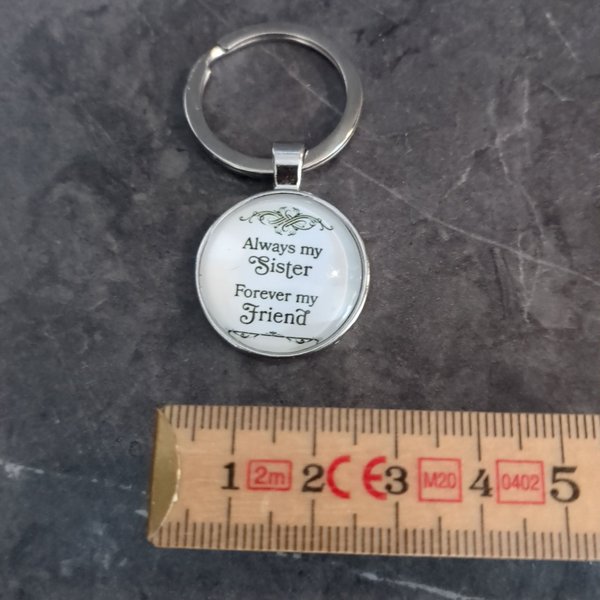 Always my
Sister
Forever my
Friend
1 2m 2 CE 3 M20 4 0402 5